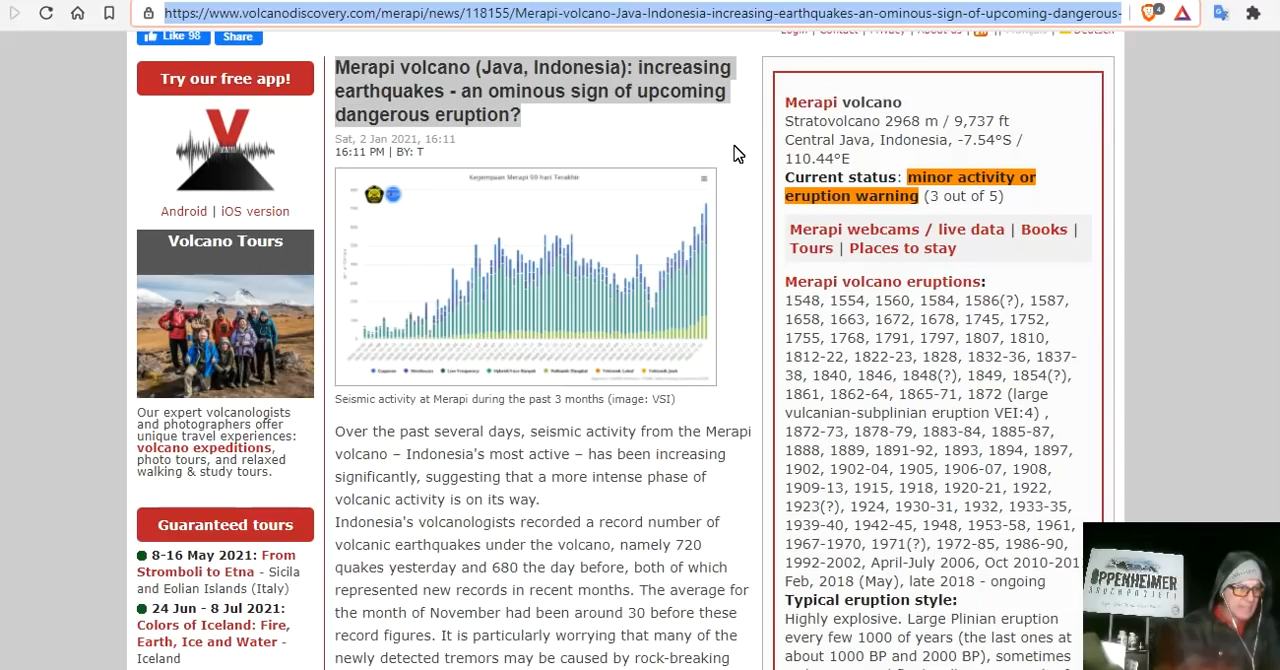 https://www.volcanodiscovery.com/merapi/news/118155/Merapi-volcano-Java-Indonesia-increasing-earthquakes-an-ominous-sign-of-upcoming-dangerous-
4
Like 98
Share
Login | Contact | Privacy | About us | Français Deutsch
Try our free app!
Android | iOS version
Volcano Tours
Our expert volcanologists
and photographers offer
unique travel experiences:
volcano expeditions,
photo tours, and relaxed
walking & study tours.
Guaranteed tours
8-16 May 2021: From
Stromboli to Etna - Sicila
and Eolian Islands (Italy)
24 Jun - 8 Jul 2021:
Colors of Iceland: Fire,
Earth, Ice and Water -
Iceland
Merapi volcano (Java, Indonesia): increasing
earthquakes - an ominous sign of upcoming
dangerous eruption?
Sat, 2 Jan 2021, 16:11
16:11 PM | BY: T
Kegempaan Merapi 99 hari Terakhir
Seismic activity at Merapi during the past 3 months (image: VSI)
Over the past several days, seismic activity from the Merapi
volcano – Indonesia's most active – has been increasing
significantly, suggesting that a more intense phase of
volcanic activity is on its way.
Indonesia's volcanologists recorded a record number of
volcanic earthquakes under the volcano, namely 720
quakes yesterday and 680 the day before, both of which
represented new records in recent months. The average for
the month of November had been around 30 before these
record figures. It is particularly worrying that many of the
newly detected tremors may be caused by rock-breaking
Merapi volcano
Stratovolcano 2968 m / 9,737 ft
Central Java, Indonesia, -7.54°S /
110.44°E
Current status: minor activity or
eruption warning (3 out of 5)
Merapi webcams / live data | Books |
Tours | Places to stay
Merapi volcano eruptions:
1548, 1554, 1560, 1584, 1586(?), 1587,
1658, 1663, 1672, 1678, 1745, 1752,
1755, 1768, 1791, 1797, 1807, 1810,
1812-22, 1822-23, 1828, 1832-36, 1837-
38, 1840, 1846, 1848(?), 1849, 1854(?),
1861, 1862-64, 1865-71, 1872 (large
vulcanian-subplinian eruption VEI:4) ,
1872-73, 1878-79, 1883-84, 1885-87,
1888, 1889, 1891-92, 1893, 1894, 1897,
1902, 1902-04, 1905, 1906-07, 1908,
1909-13, 1915, 1918, 1920-21, 1922,
1923(?), 1924, 1930-31, 1932, 1933-35,
1939-40, 1942-45, 1948, 1953-58, 1961,
1967-1970, 1971(?), 1972-85, 1986-90,
1992-2002, April-July 2006, Oct 2010-201
Feb, 2018 (May), late 2018 - ongoing
Typical eruption style:
Highly explosive. Large Plinian eruption
every few 1000 of years (the last ones at
about 1000 BP and 2000 BP), sometimes
OPPENHEIMER